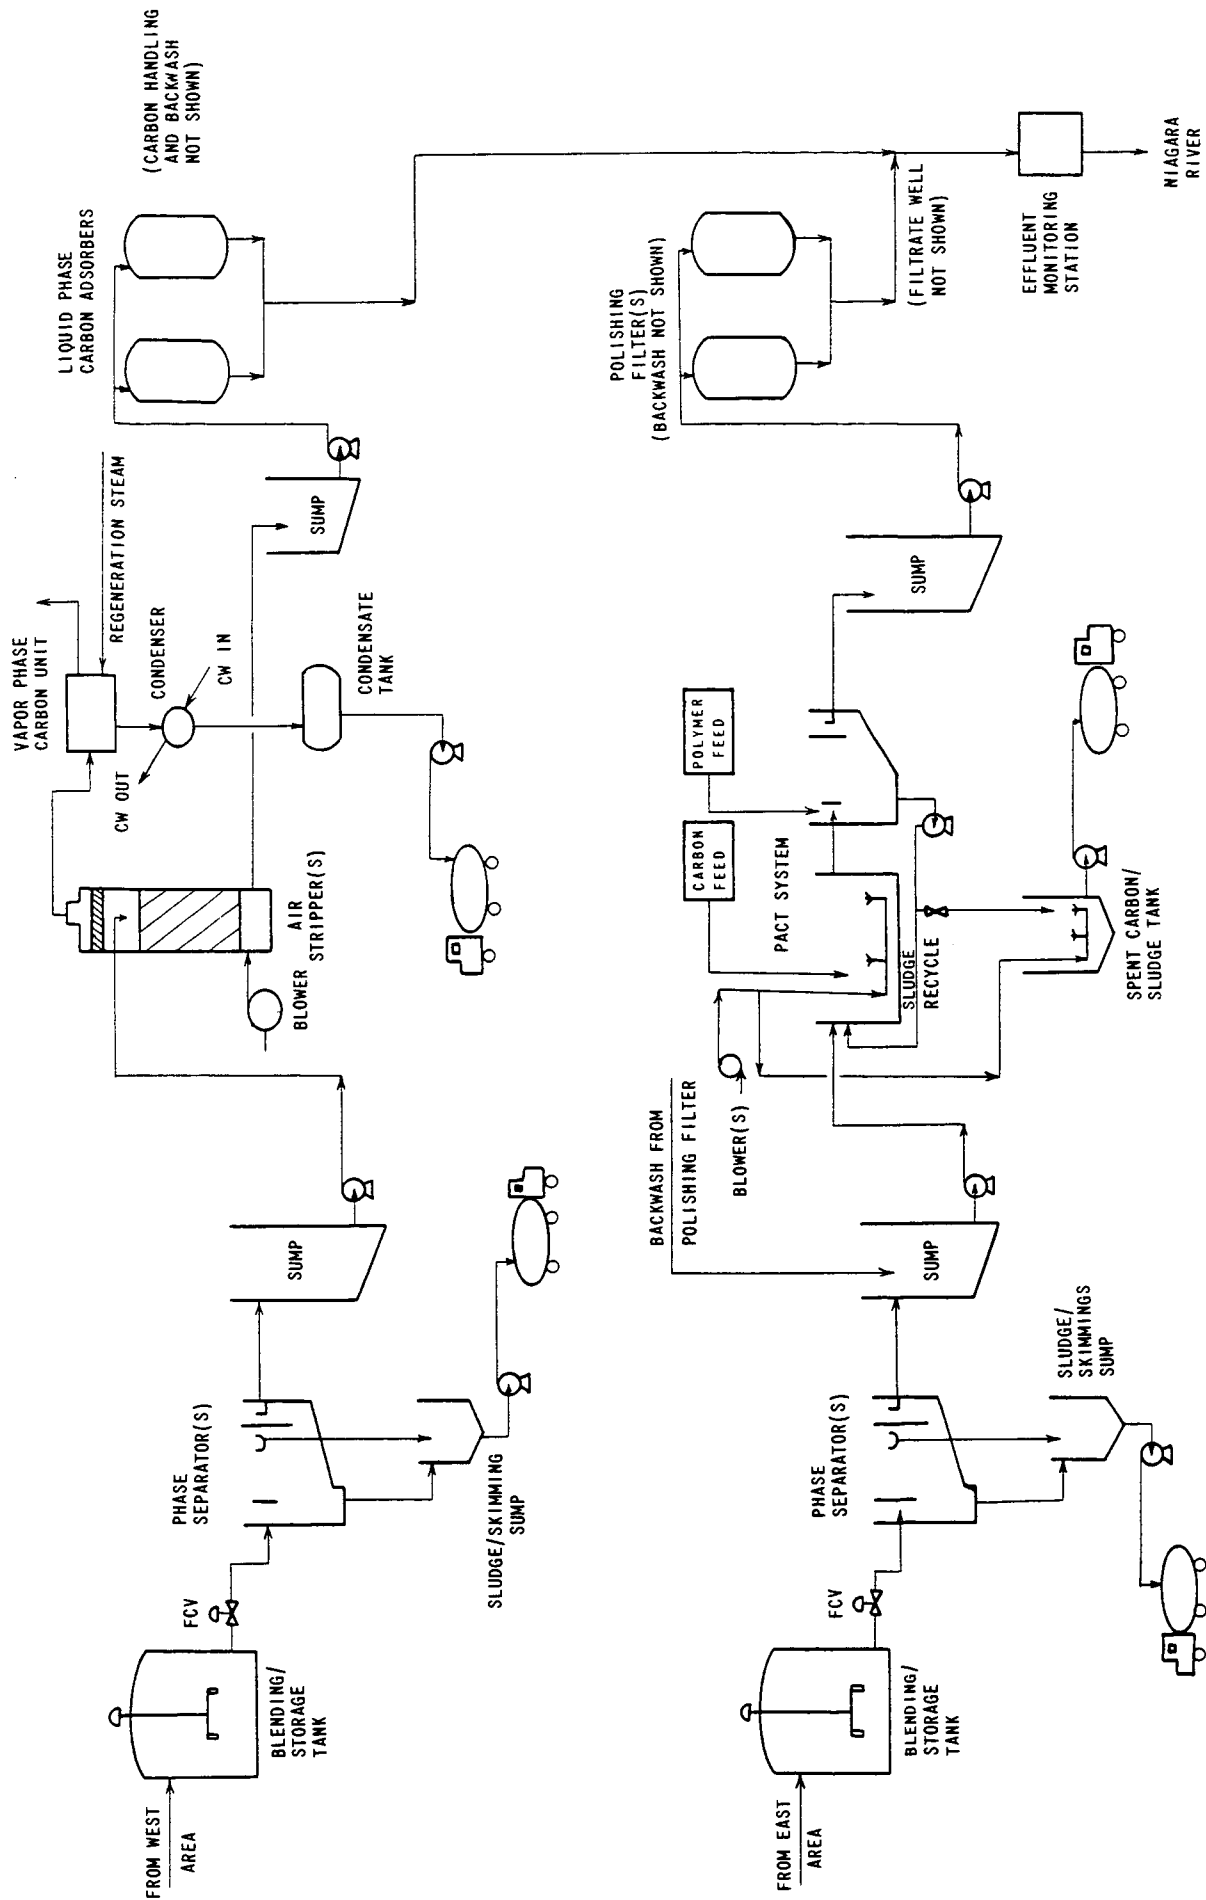 FROM WEST
AREA
BLENDING/
STORAGE
TANK
FCV
PHASE
SEPARATOR(S)
SLUDGE/SKIMMING
SUMP
SUMP
BLOWER
AIR
STRIPPER(S)
VAPOR PHASE
CARBON UNIT
REGENERATION STEAM
CONDENSER
CW IN
CW OUT
CONDENSATE
TANK
SUMP
LIQUID PHASE
CARBON ADSORBERS
(CARBON HANDLING
AND BACKWASH
NOT SHOWN)
FROM EAST
AREA
BLENDING/
STORAGE
TANK
FCV
PHASE
SEPARATOR(S)
SLUDGE/
SKIMMINGS
SUMP
BACKWASH FROM
POLISHING FILTER
SUMP
BLOWER(S)
CARBON
FEED
POLYMER
FEED
PACT SYSTEM
SLUDGE
RECYCLE
SPENT CARBON/
SLUDGE TANK
SUMP
POLISHING
FILTER(S)
(BACKWASH NOT SHOWN)
(FILTRATE WELL
NOT SHOWN)
EFFLUENT
MONITORING
STATION
NIAGARA
RIVER